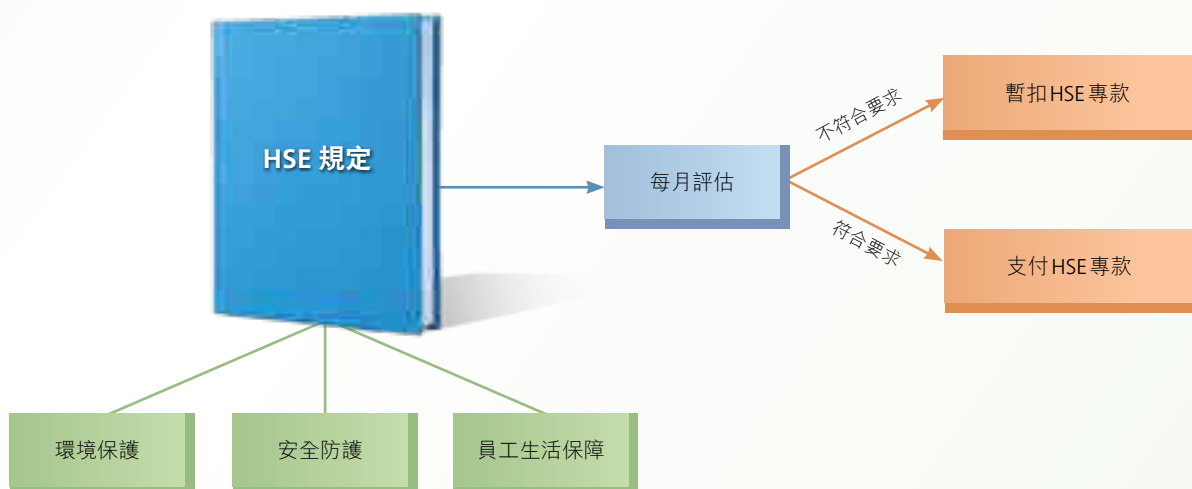 HSE 規定
每月評估
不符合要求
暫扣HSE專款
符合要求
支付HSE專款
環境保護
安全防護
員工生活保障